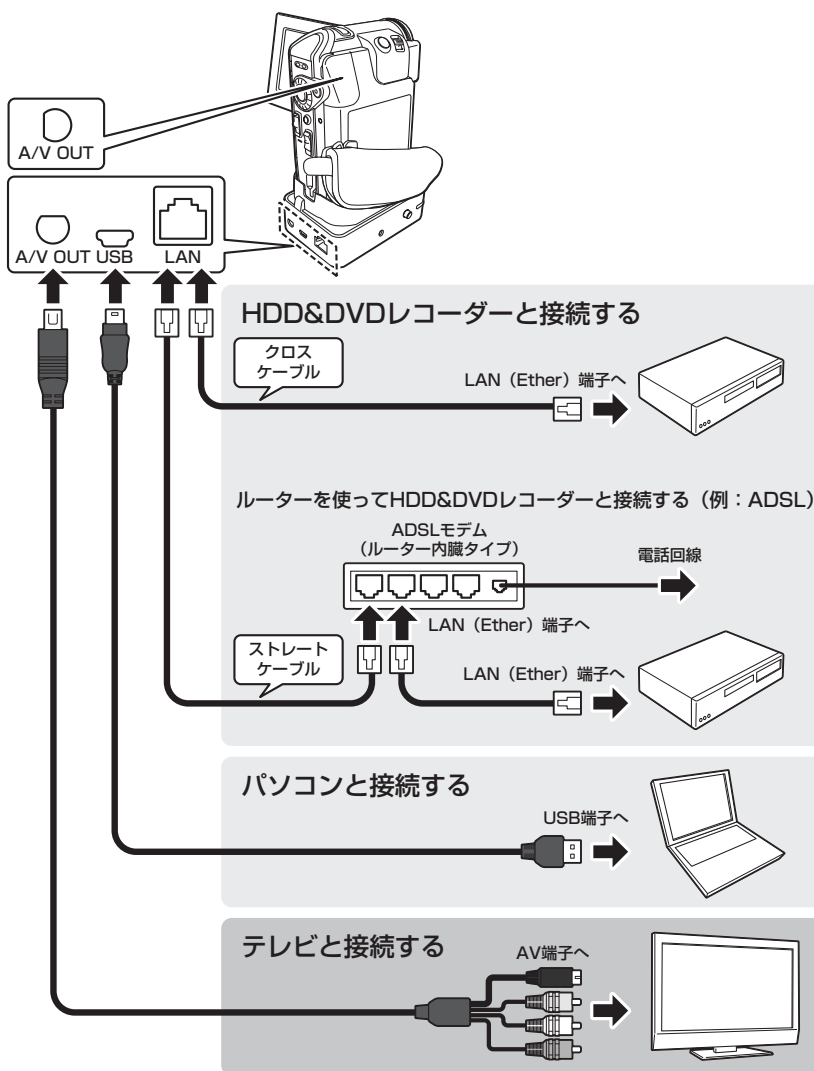 A/V OUT
A/V OUT USB LAN
HDD&DVDレコーダーと接続する
クロス
ケーブル
LAN（Ether）端子へ
ルーターを使ってHDD&DVDレコーダーと接続する（例：ADSL）
ADSLモデム
（ルーター内臓タイプ）
電話回線
LAN（Ether）端子へ
ストレート
ケーブル
LAN（Ether）端子へ
パソコンと接続する
USB端子へ
テレビと接続する
AV端子へ